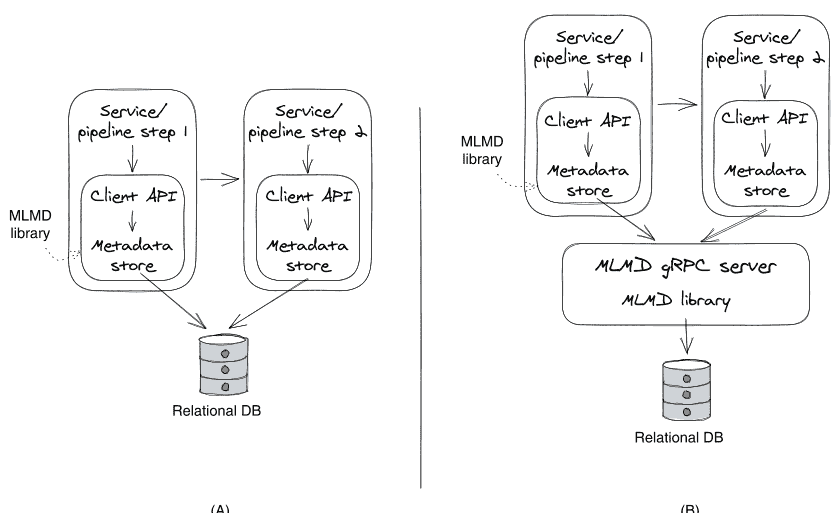 Service/
pipeline step 1
Client API
Metadata
store
MLMD
library
Service/
pipeline step 2
Client API
Metadata
store
Relational DB
(A)
Service/
pipeline step 1
Client API
Metadata
store
MLMD
library
Service/
pipeline step 2
Client API
Metadata
store
MLMD gRPC server
MLMD library
Relational DB
(B)